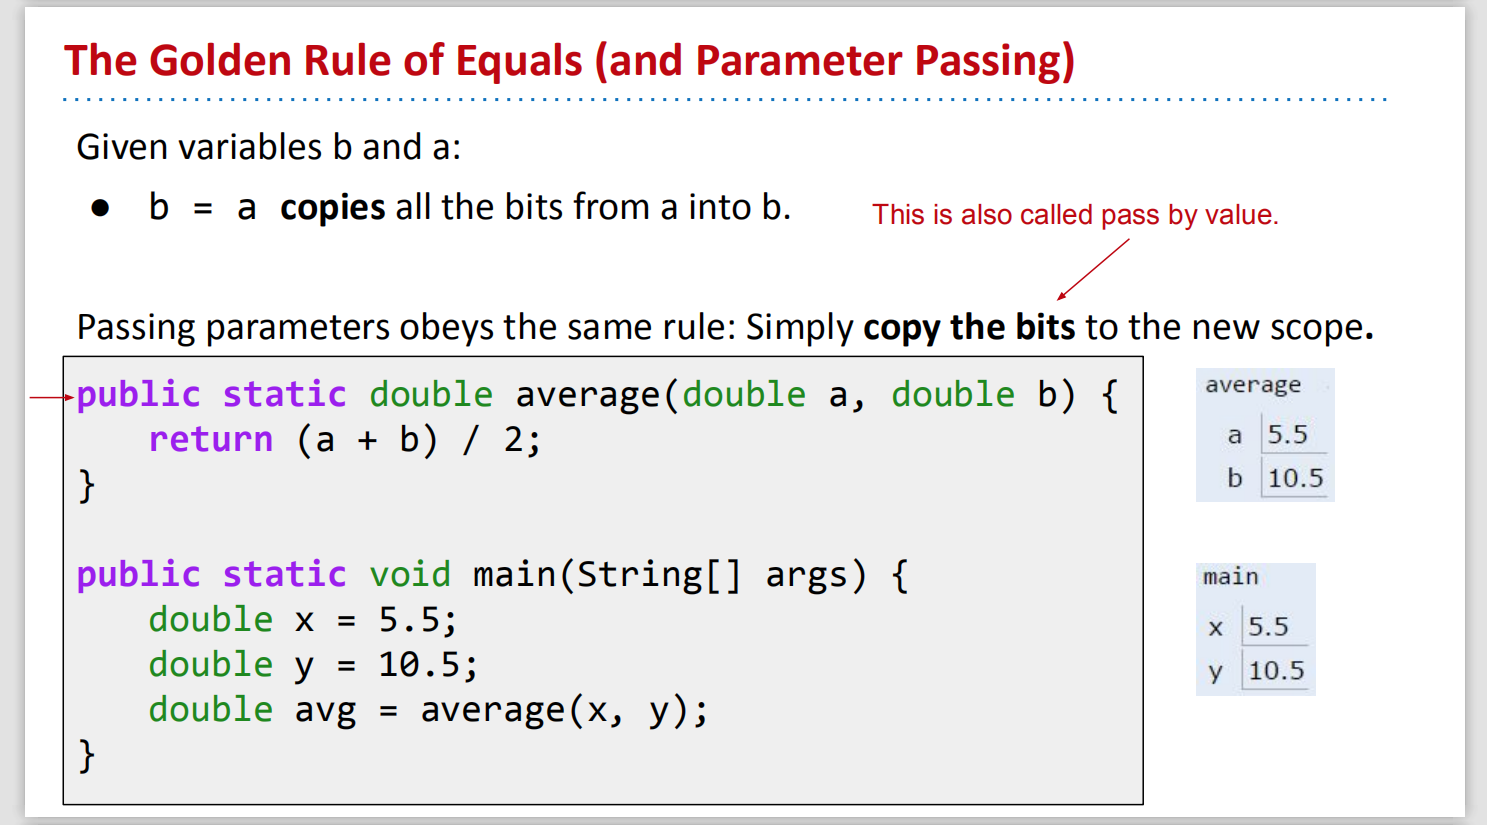 The Golden Rule of Equals (and Parameter Passing)
Given variables b and a:
● b = a copies all the bits from a into b.
This is also called pass by value.
Passing parameters obeys the same rule: Simply copy the bits to the new scope.
public static double average(double a, double b) {
    return (a + b) / 2;
}
public static void main(String[] args) {
    double x = 5.5;
    double y = 10.5;
    double avg = average(x, y);
}
average
a 5.5
b 10.5
main
x 5.5
y 10.5